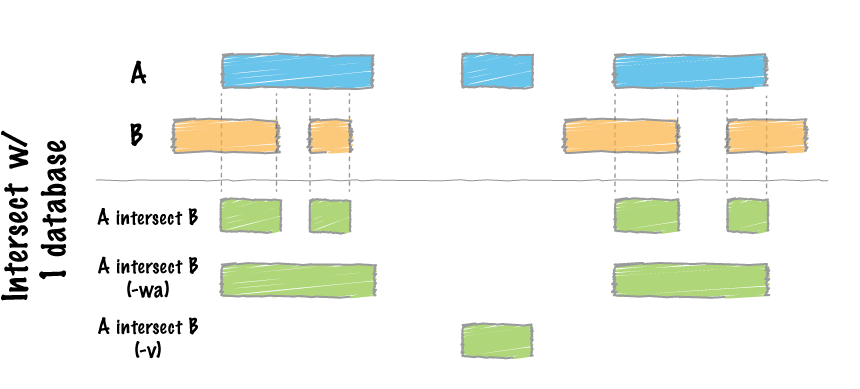 Intersect w/
1 database
A
B
A intersect B
A intersect B
(-wa)
A intersect B
(-v)